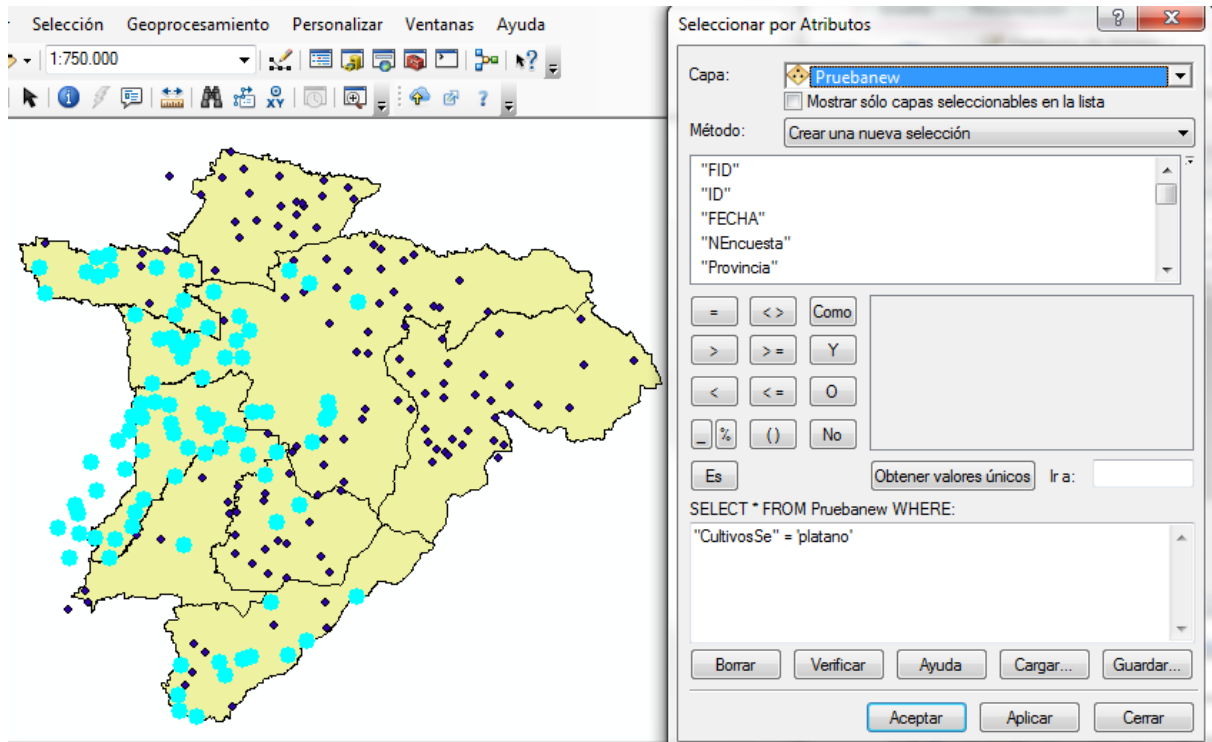 Selección Geoprocesamiento Personalizar Ventanas Ayuda
1:750.000
XY
?
Seleccionar por Atributos
? X
Capa: Pruebanew
Mostrar sólo capas seleccionables en la lista
Método: Crear una nueva selección
"FID"
"ID"
"FECHA"
"NEncuesta"
"Provincia"
= < > Como
> > = Y
< < = O
_ % () No
Es Obtener valores únicos Ir a:
SELECT * FROM Pruebanew WHERE:
"CultivosSe" = 'platano'
Borrar Verificar Ayuda Cargar... Guardar...
Aceptar Aplicar Cerrar